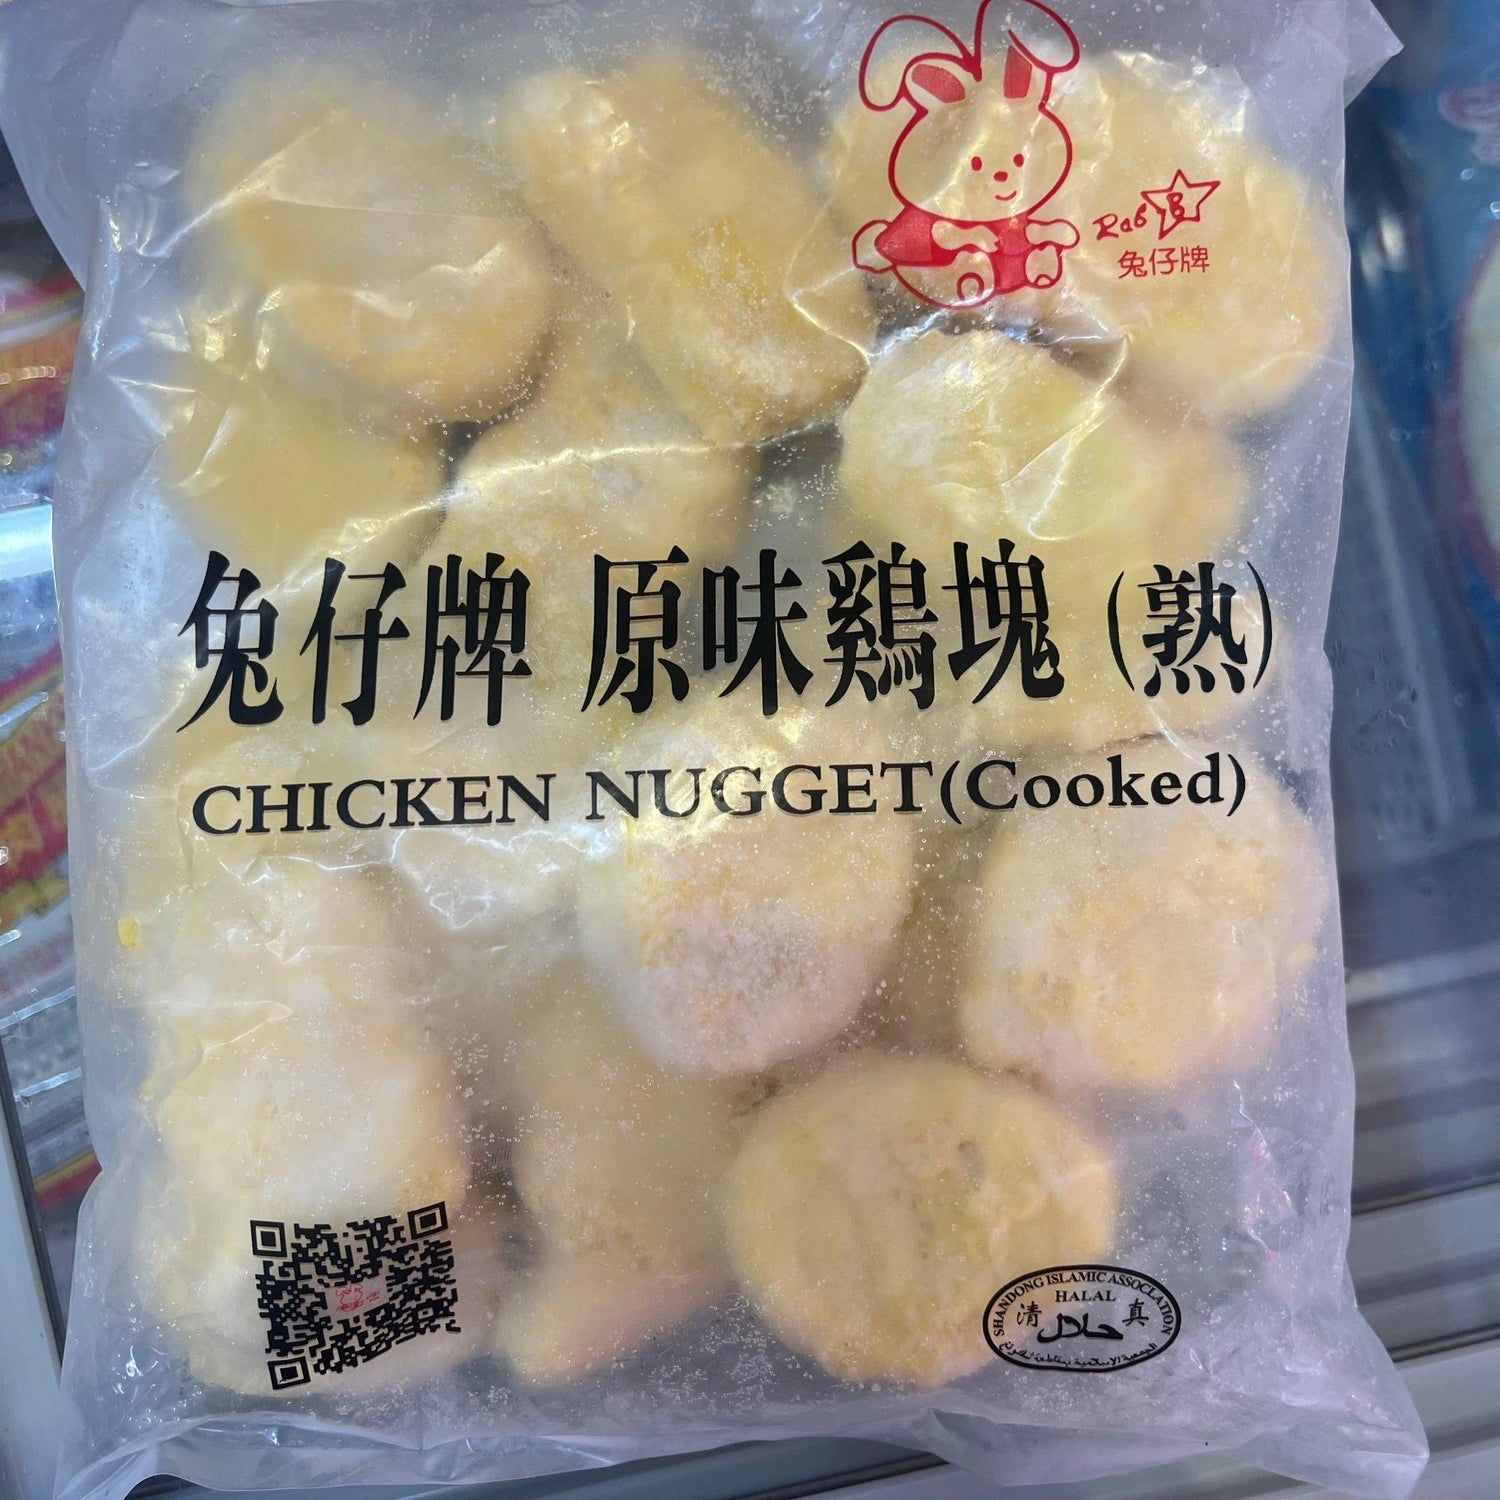 Rab B
兔仔牌
兔仔牌 原味鷄塊(熟)
CHICKEN NUGGET(Cooked)
SHANDONG ISLAMIC ASSOCLATION
HALAL
清 حلال 真